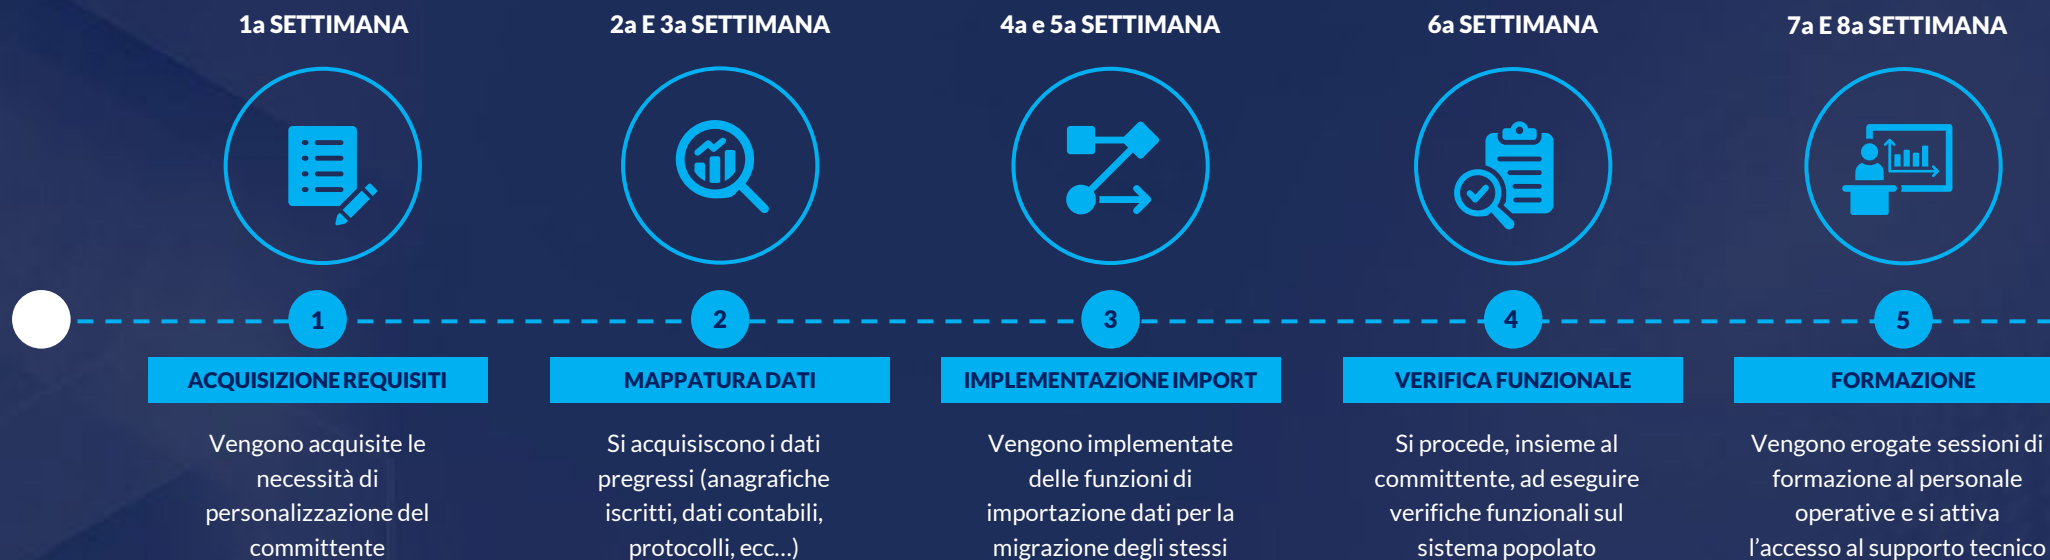 1a SETTIMANA
2a E 3a SETTIMANA
4a e 5a SETTIMANA
6a SETTIMANA
7a E 8a SETTIMANA
1
2
3
4
5
ACQUISIZIONE REQUISITI
MAPPATURA DATI
IMPLEMENTAZIONE IMPORT
VERIFICA FUNZIONALE
FORMAZIONE
Vengono acquisite le
necessità di
personalizzazione del
committente
Si acquisiscono i dati
pregressi (anagrafiche
iscritti, dati contabili,
protocolli, ecc...)
Vengono implementate
delle funzioni di
importazione dati per la
migrazione degli stessi
Si procede, insieme al
committente, ad eseguire
verifiche funzionali sul
sistema popolato
Vengono erogate sessioni di
formazione al personale
operative e si attiva
l’accesso al supporto tecnico